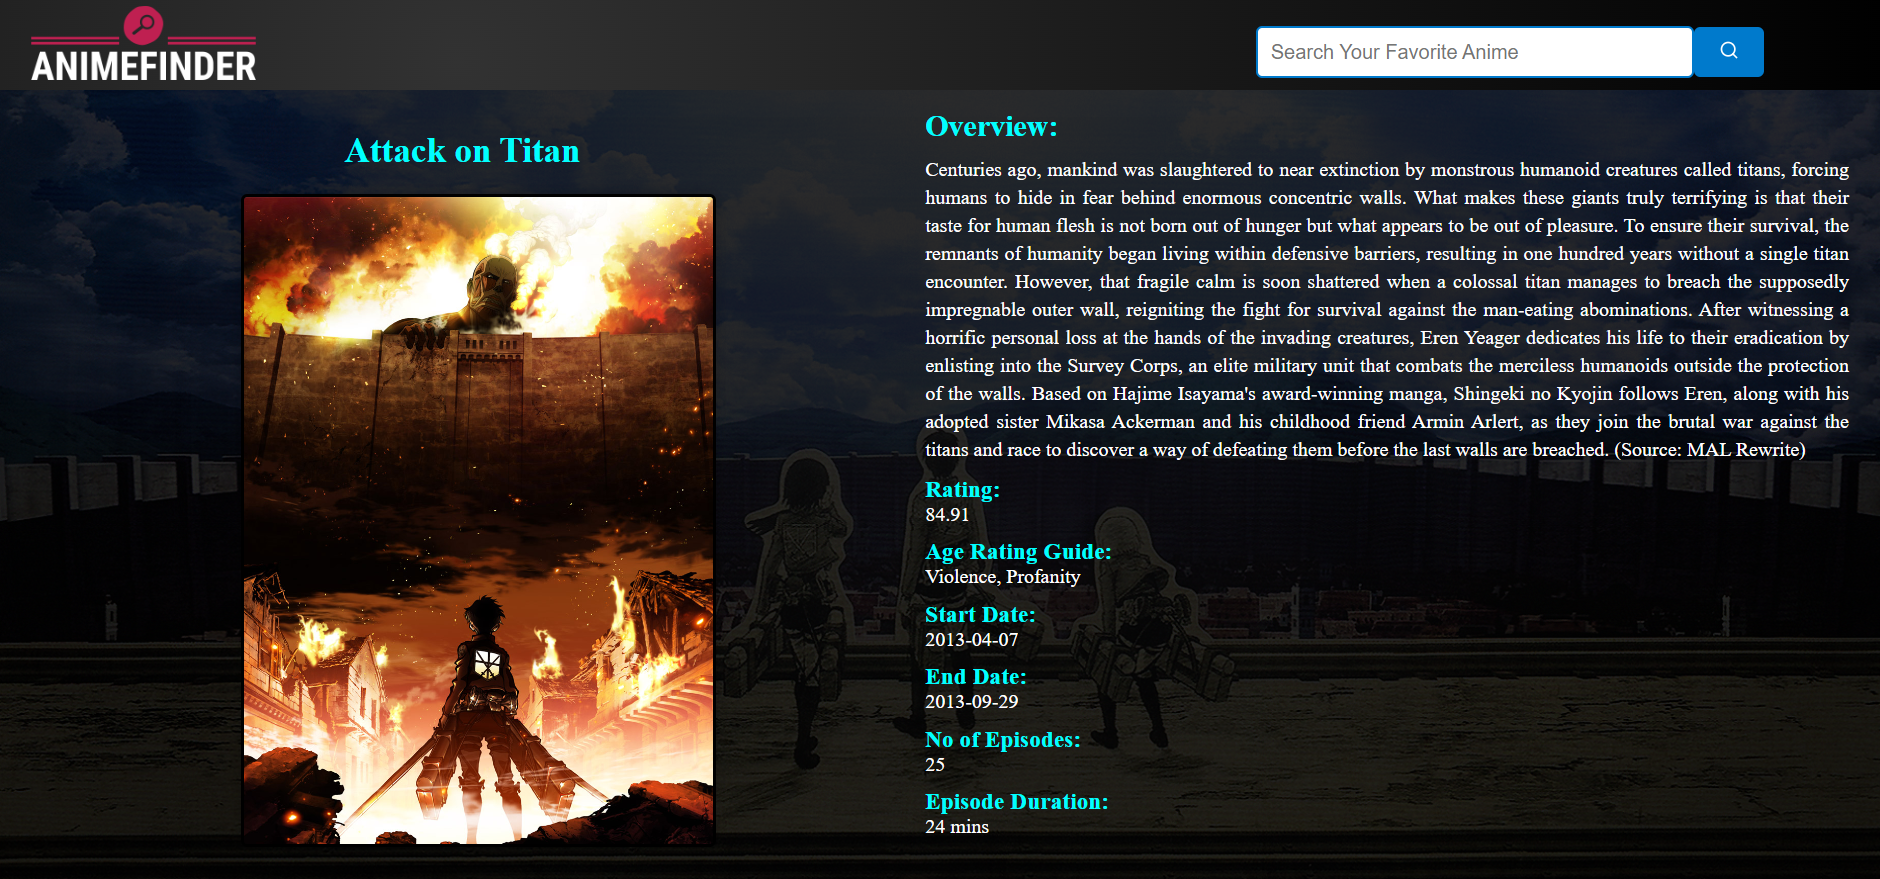 ANIMEFINDER
Search Your Favorite Anime
Attack on Titan
Overview:
Centuries ago, mankind was slaughtered to near extinction by monstrous humanoid creatures called titans, forcing
humans to hide in fear behind enormous concentric walls. What makes these giants truly terrifying is that their
taste for human flesh is not born out of hunger but what appears to be out of pleasure. To ensure their survival, the
remnants of humanity began living within defensive barriers, resulting in one hundred years without a single titan
encounter. However, that fragile calm is soon shattered when a colossal titan manages to breach the supposedly
impregnable outer wall, reigniting the fight for survival against the man-eating abominations. After witnessing a
horrific personal loss at the hands of the invading creatures, Eren Yeager dedicates his life to their eradication by
enlisting into the Survey Corps, an elite military unit that combats the merciless humanoids outside the protection
of the walls. Based on Hajime Isayama's award-winning manga, Shingeki no Kyojin follows Eren, along with his
adopted sister Mikasa Ackerman and his childhood friend Armin Arlert, as they join the brutal war against the
titans and race to discover a way of defeating them before the last walls are breached. (Source: MAL Rewrite)
Rating:
84.91
Age Rating Guide:
Violence, Profanity
Start Date:
2013-04-07
End Date:
2013-09-29
No of Episodes:
25
Episode Duration:
24 mins